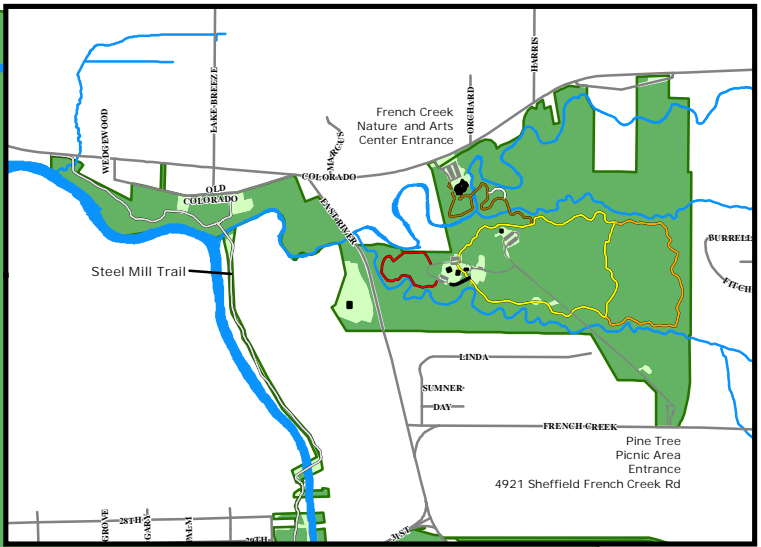 HARRIS
LAKE-BREEZE
ORCHARD
WEDGEWOOD
French Creek
Nature and Arts
Center Entrance
MARCUS
COLORADO
OLD
COLORADO
EAST RIVER
BURRELL
Steel Mill Trail
FITCH
LINDA
SUMNER
DAY
FRENCH CREEK
Pine Tree
Picnic Area
Entrance
4921 Sheffield French Creek Rd
GROVE
28TH
GARY
PALM
29TH
31ST